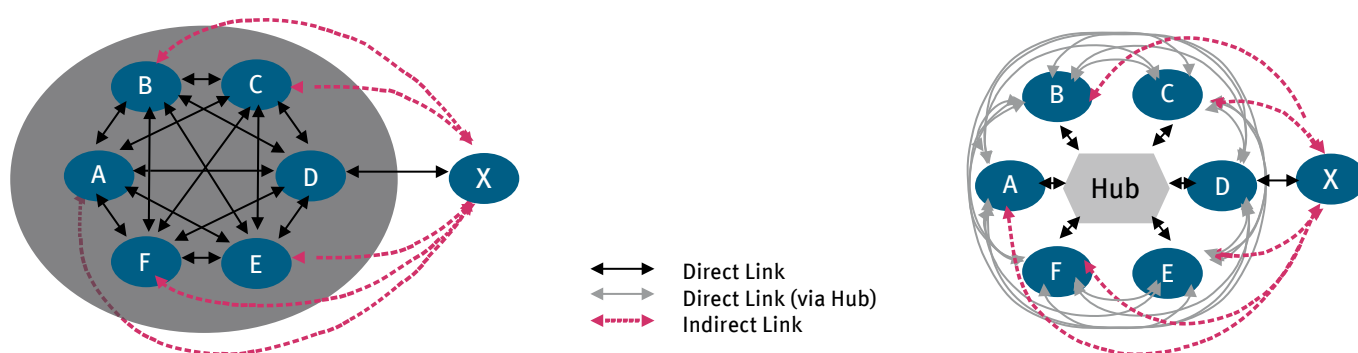 B
C
A
D
X
F
E
Direct Link
Direct Link (via Hub)
Indirect Link
B
C
A
Hub
D
X
F
E